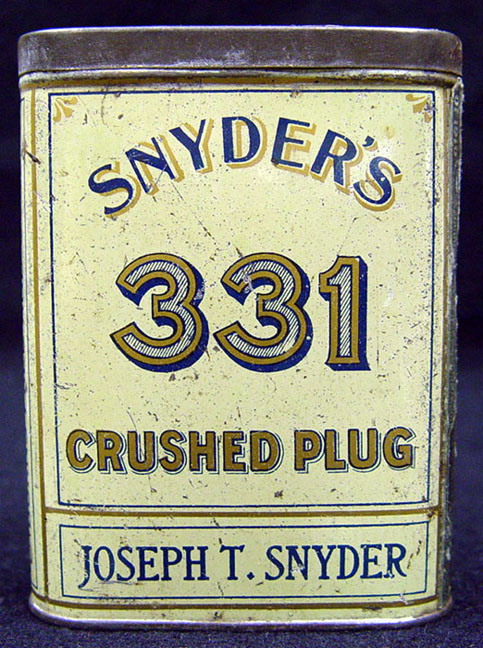 SNYDER'S
331
CRUSHED PLUG
JOSEPH T. SNYDER